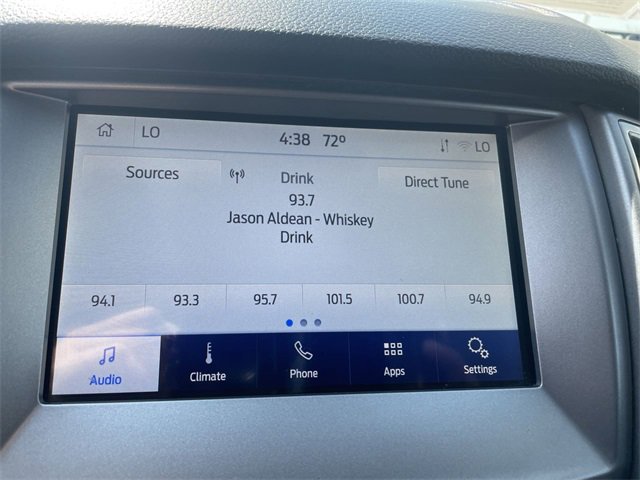 LO 4:38 72° LO
Sources Drink Direct Tune
93.7
Jason Aldean - Whiskey
Drink
94.1 93.3 95.7 101.5 100.7 94.9
Audio Climate Phone Apps Settings